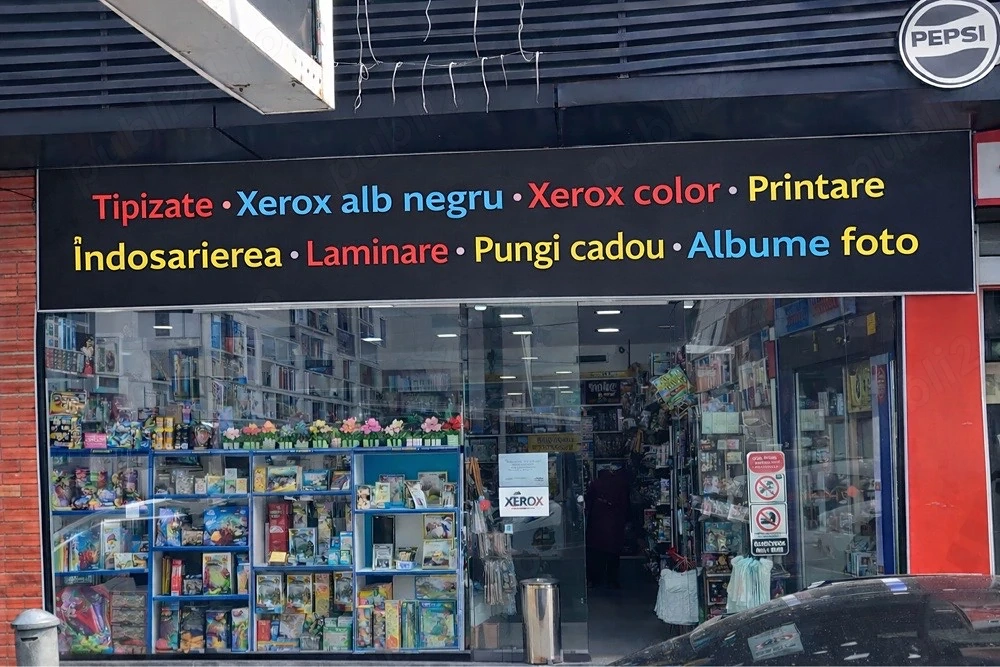 PEPSI
Tipizate • Xerox alb negru • Xerox color • Printare
Îndosarierea • Laminare • Pungi cadou • Albume foto
XEROX